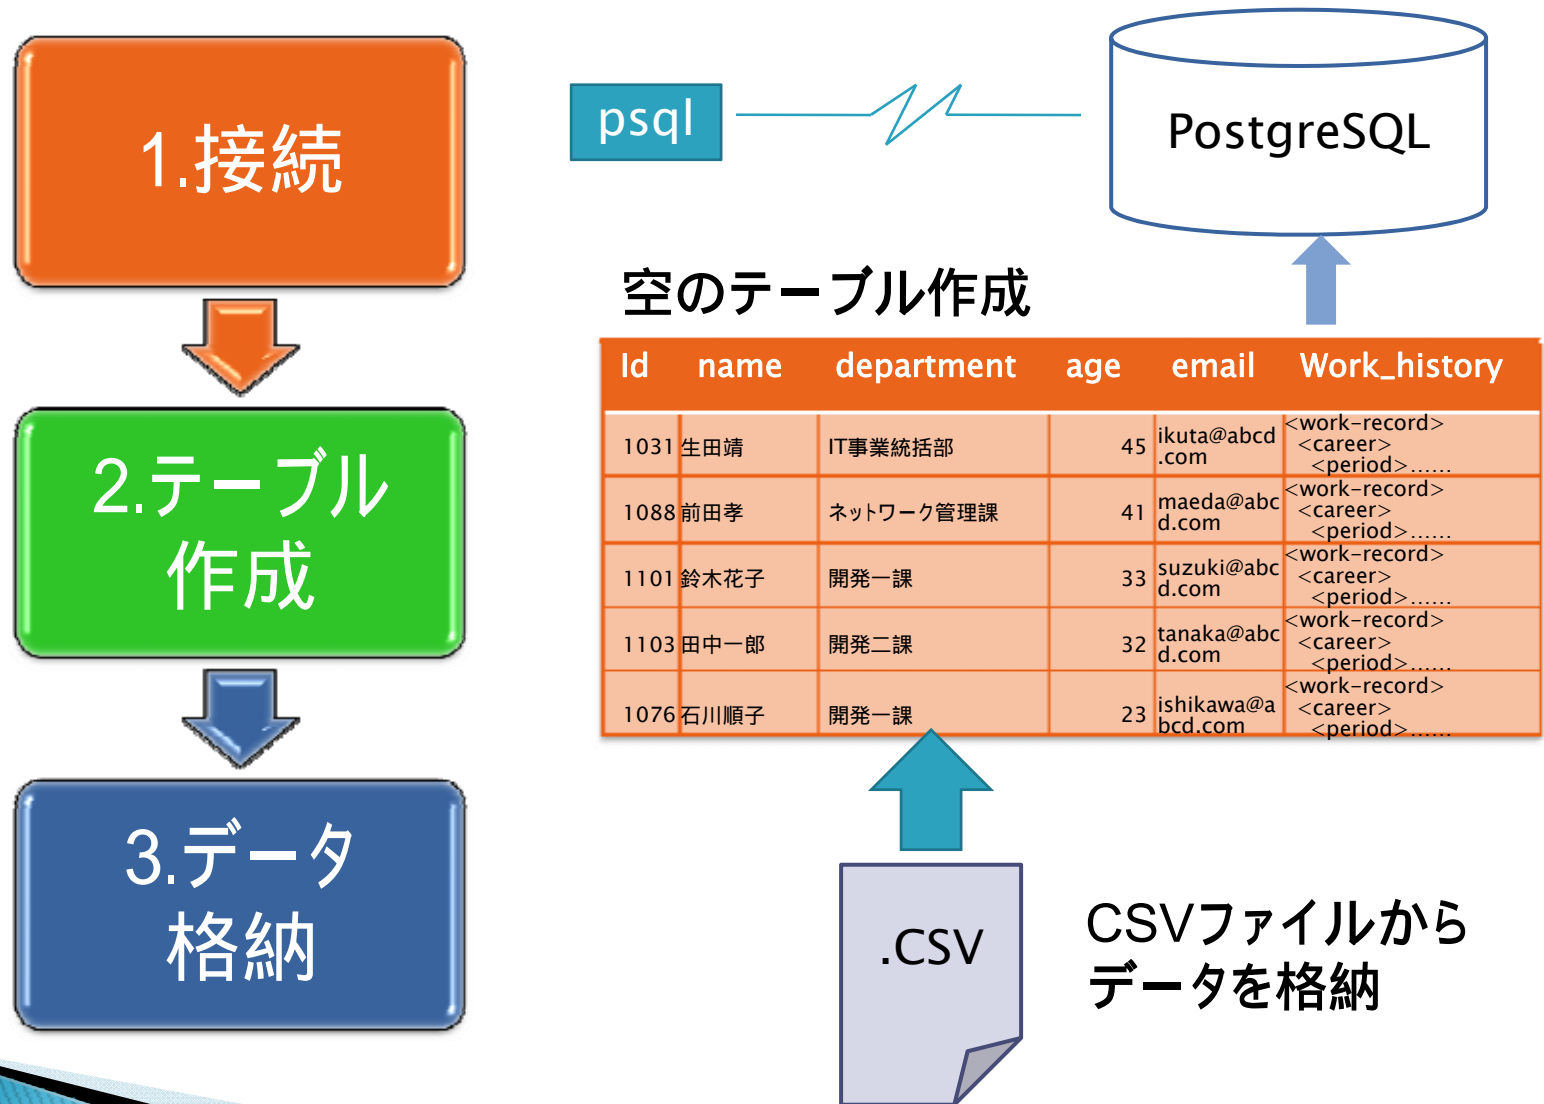 1.接続
psql
PostgreSQL
2.テーブル
作成
空のテーブル作成
Id name department age email Work_history
1031 生田靖 IT事業統括部 45 ikuta@abcd
.com
<work-record>
<career>
<period>……
1088 前田孝 ネットワーク管理課 41 maeda@abc
d.com
<work-record>
<career>
<period>……
1101 鈴木花子 開発一課 33 suzuki@abc
d.com
<work-record>
<career>
<period>……
1103 田中一郎 開発二課 32 tanaka@abc
d.com
<work-record>
<career>
<period>……
1076 石川順子 開発一課 23 ishikawa@a
bcd.com
<work-record>
<career>
<period>……
3.データ
格納
.CSV
CSVファイルから
データを格納